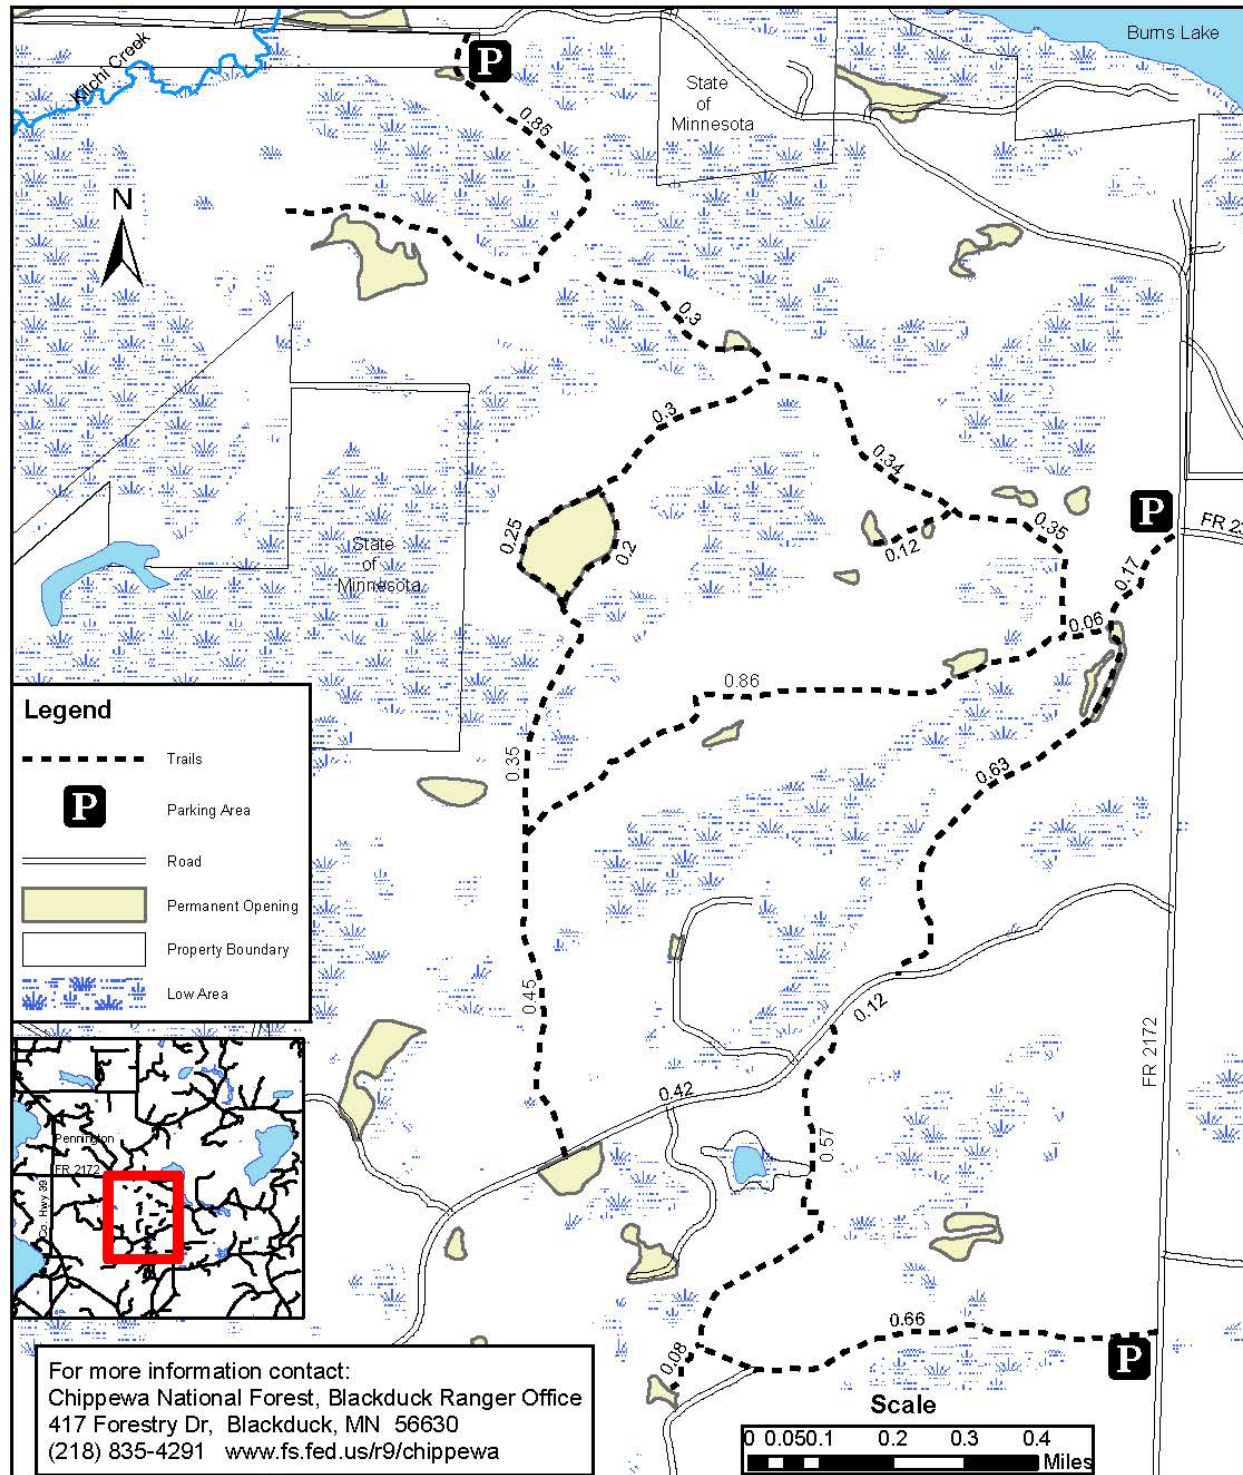 Burns Lake
Kitchi Creek
P
State
of
Minnesota
0.86
N
0.3
0.3
0.34
0.25
0.2
State
of
Minnesota
0.12
0.35
P
FR 23
0.17
0.06
0.86
0.35
0.63
Legend
Trails
P
Parking Area
Road
Permanent Opening
Property Boundary
Low Area
0.45
0.12
0.42
0.57
FR 2172
Pennington
FR 2172
Co. Hwy 39
0.66
0.08
P
For more information contact:
Chippewa National Forest, Blackduck Ranger Office
417 Forestry Dr, Blackduck, MN 56630
(218) 835-4291 www.fs.fed.us/r9/chippewa
Scale
0 0.050.1 0.2 0.3 0.4
Miles